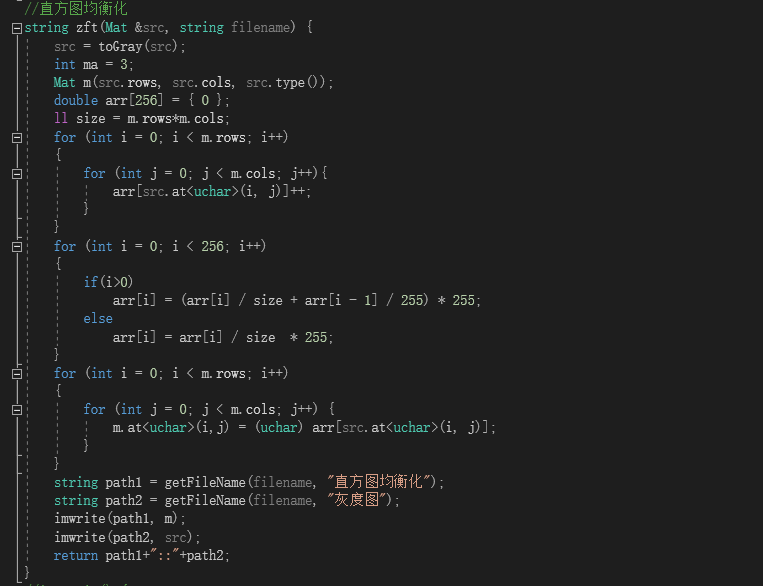 //直方图均衡化
string zft(Mat &src, string filename) {
src = toGray(src);
int ma = 3;
Mat m(src.rows, src.cols, src.type());
double arr[256] = { 0 };
ll size = m.rows*m.cols;
for (int i = 0; i < m.rows; i++)
{
for (int j = 0; j < m.cols; j++){
arr[src.at<uchar>(i, j)]++;
}
}
for (int i = 0; i < 256; i++)
{
if(i>0)
arr[i] = (arr[i] / size + arr[i - 1] / 255) * 255;
else
arr[i] = arr[i] / size  * 255;
}
for (int i = 0; i < m.rows; i++)
{
for (int j = 0; j < m.cols; j++) {
m.at<uchar>(i,j) = (uchar) arr[src.at<uchar>(i, j)];
}
}
string path1 = getFileName(filename, "直方图均衡化");
string path2 = getFileName(filename, "灰度图");
imwrite(path1, m);
imwrite(path2, src);
return path1+"::"+path2;
}